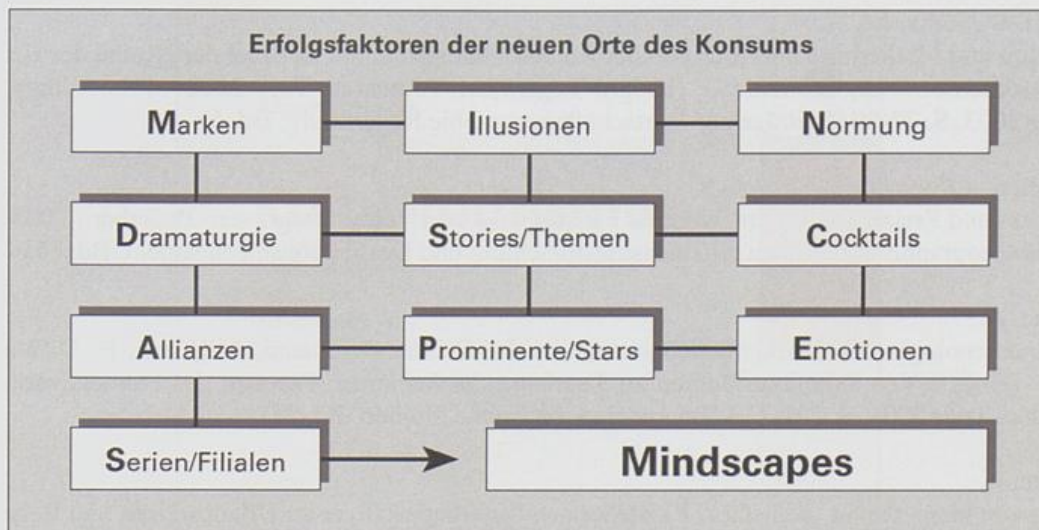 Erfolgsfaktoren der neuen Orte des Konsums
Marken
Illusionen
Normung
Dramaturgie
Stories/Themen
Cocktails
Allianzen
Prominente/Stars
Emotionen
Serien/Filialen
Mindscapes